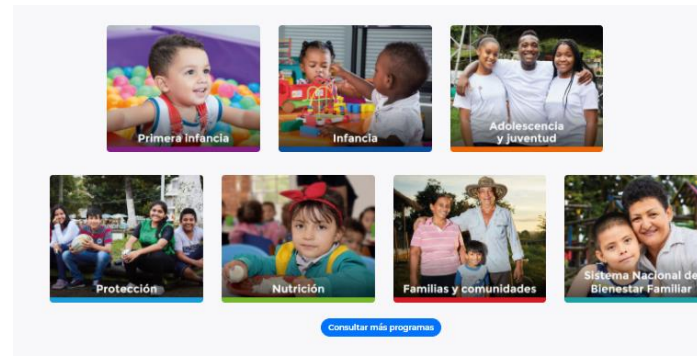 Primera infancia
Infancia
Adolescencia
y juventud
Protección
Nutrición
Familias y comunidades
Sistema Nacional de
Bienestar Familiar
Consultar más programas